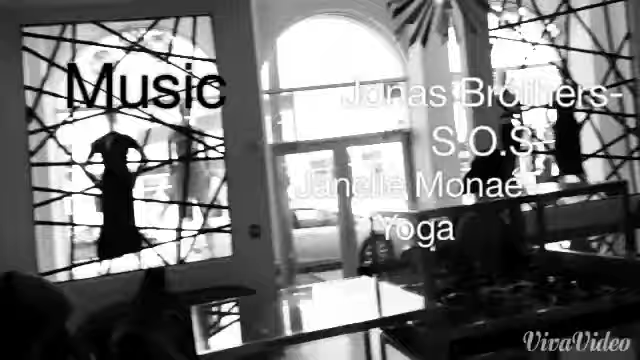 Music
Jonas Brothers-
S.O.S.
Janelle Monae-
Yoga
VivaVideo